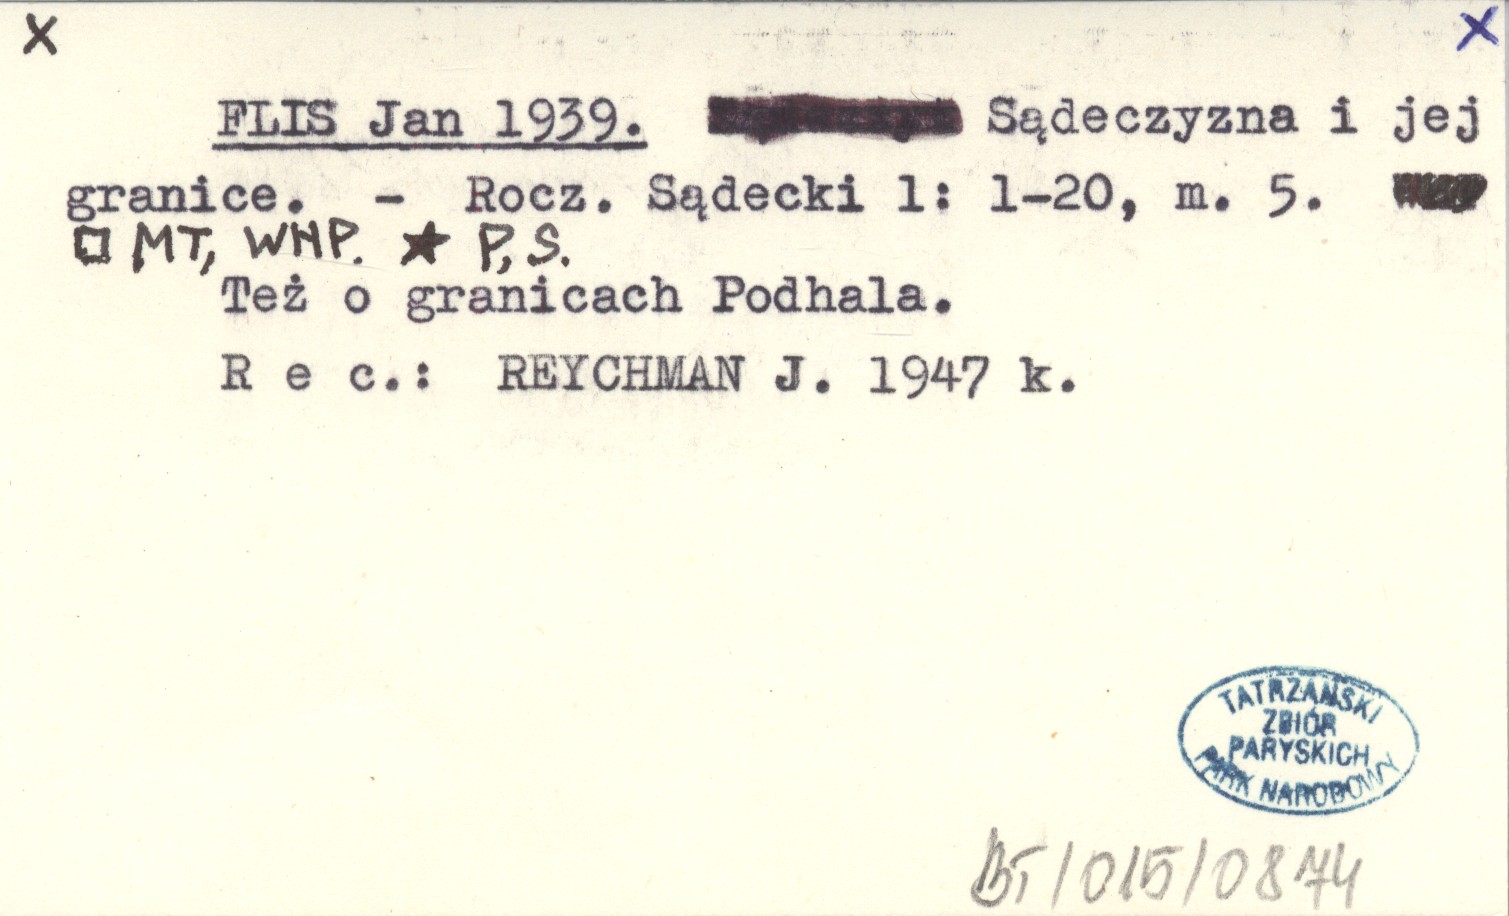 X X
FLIS Jan 1939. Sądeczyzna i jej
granice. - Rocz. Sądecki 1: 1-20, m. 5.
□ MT, WHP. ★ P, S.
Też o granicach Podhala.
R e c.: REYCHMAN J. 1947 k.
TATRZAŃSKI
ZBIÓR
PARYSKICH
PARK NARODOWY
BT/015/0874